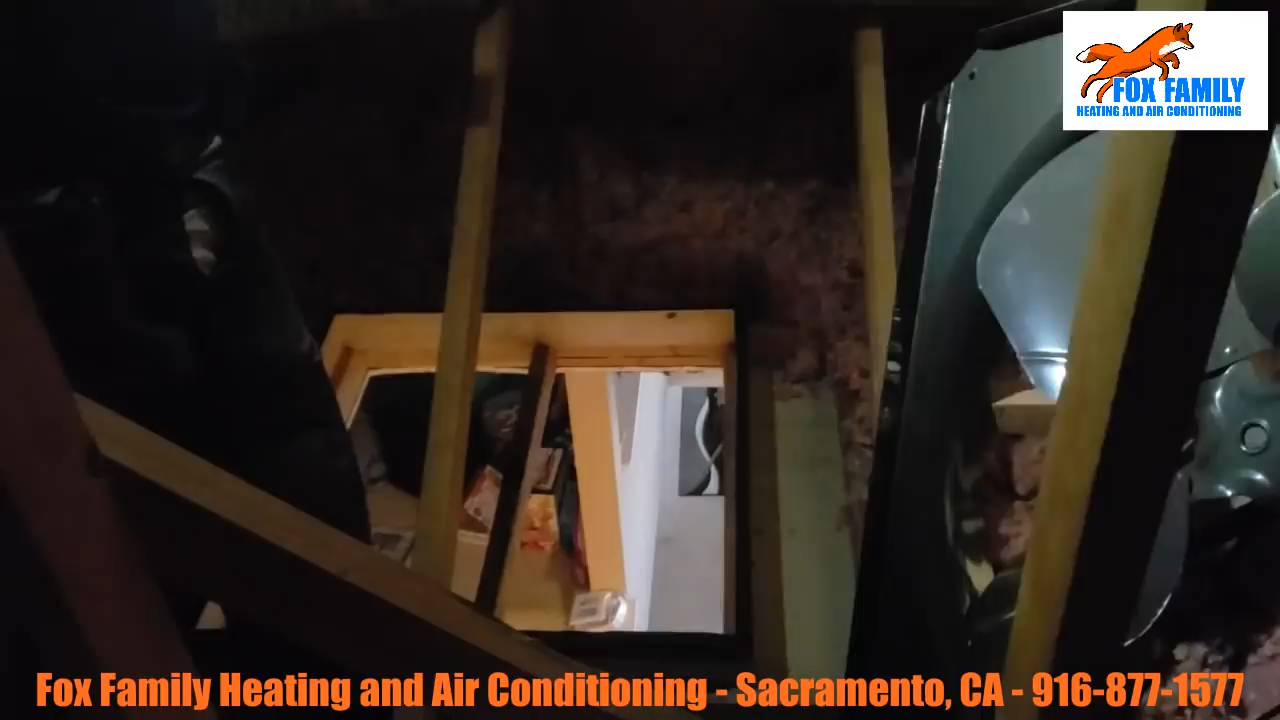 FOX FAMILY
HEATING AND AIR CONDITIONING
Fox Family Heating and Air Conditioning - Sacramento, CA - 916-877-1577